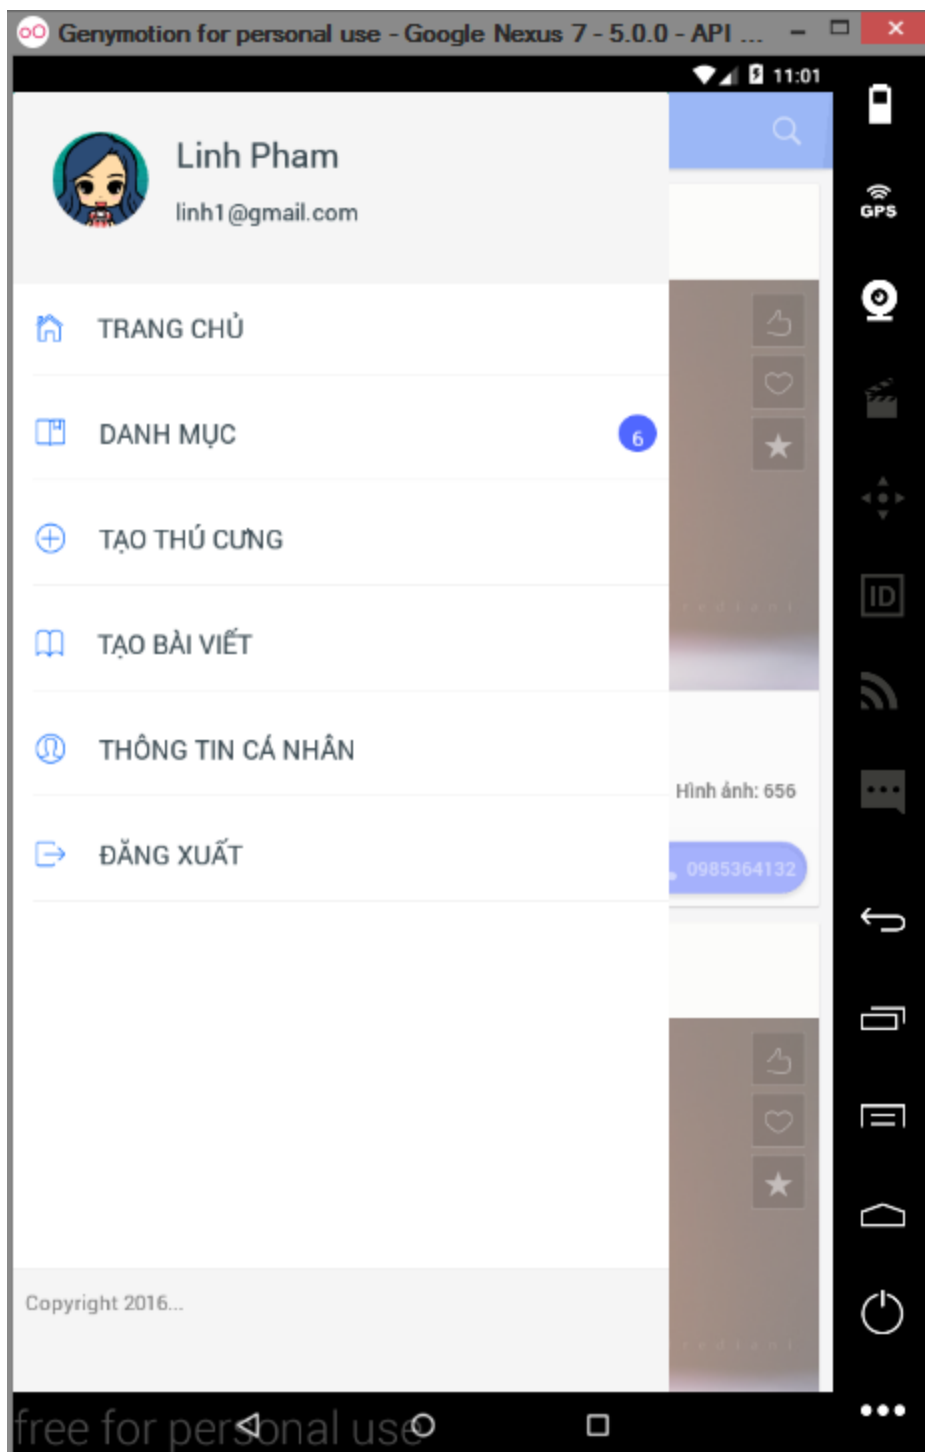 Genymotion for personal use - Google Nexus 7 - 5.0.0 - API ...
11:01
Linh Pham
linh1@gmail.com
GPS
TRANG CHỦ
DANH MỤC
6
TẠO THÚ CƯNG
ID
TẠO BÀI VIẾT
THÔNG TIN CÁ NHÂN
Hình ảnh: 656
ĐĂNG XUẤT
0985364132
Copyright 2016...
free for personal use